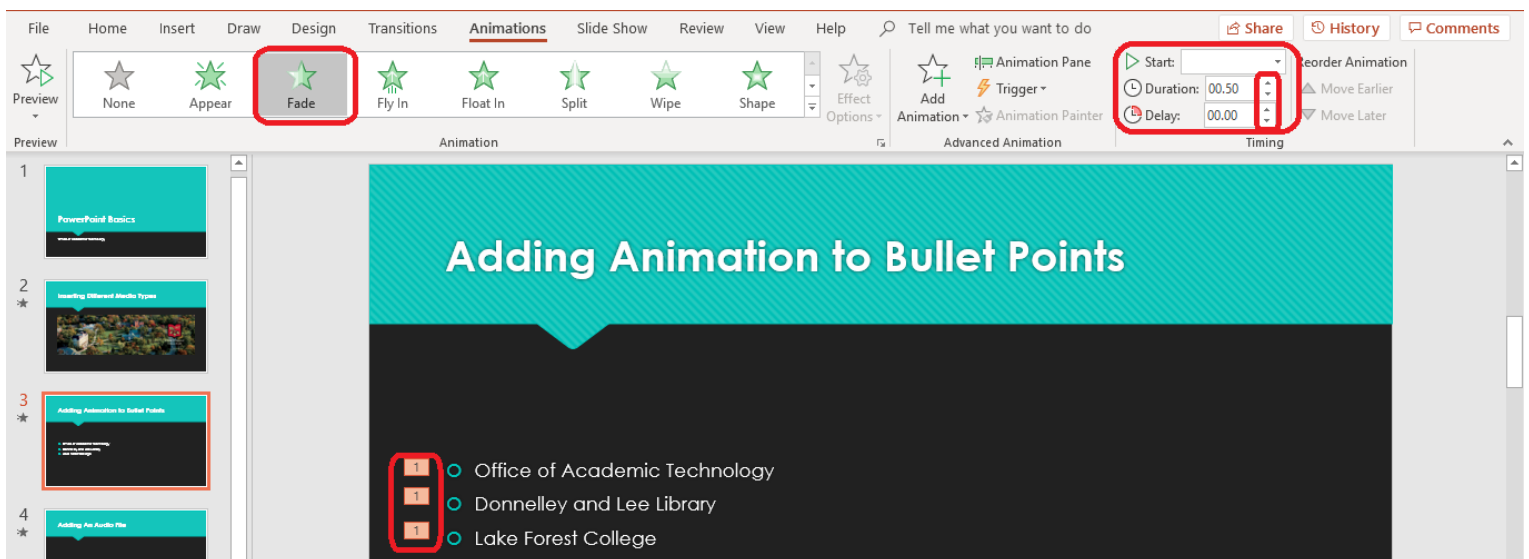 File Home Insert Draw Design Transitions Animations Slide Show Review View Help Tell me what you want to do Share History Comments
Preview
None Appear Fade Fly In Float In Split Wipe Shape
Effect Options
Add Animation
Animation Pane
Trigger
Animation Painter
Start:
Duration: 00.50
Delay: 00.00
Reorder Animation
Move Earlier
Move Later
Preview Animation Advanced Animation Timing
1
PowerPoint Basics
2
Inserting Different Media Types
3
Adding Animation to Bullet Points
4
Adding An Audio File
Adding Animation to Bullet Points
1 Office of Academic Technology
1 Donnelley and Lee Library
1 Lake Forest College